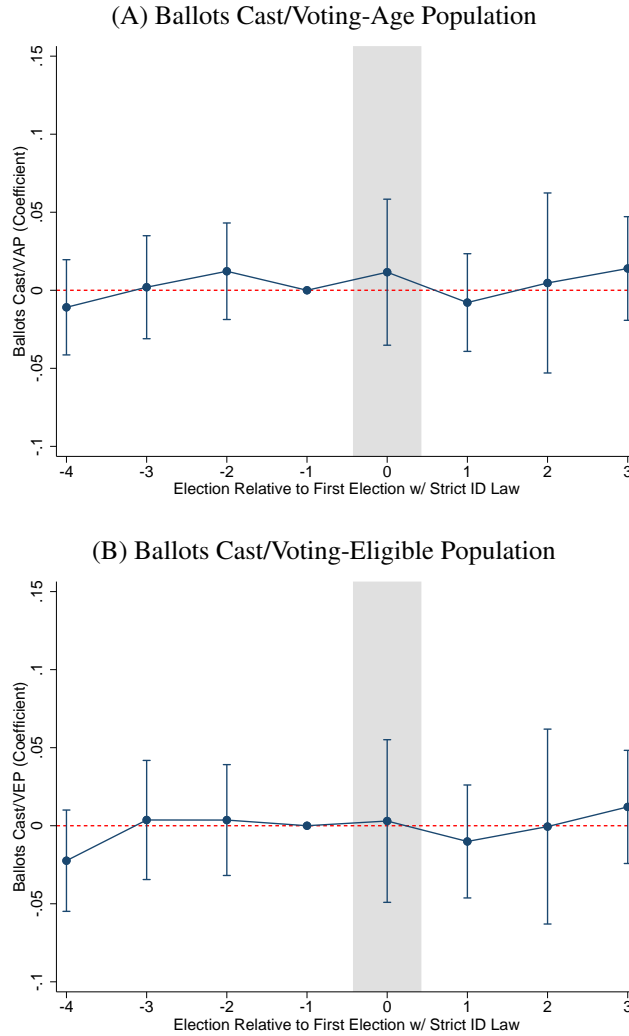 (A) Ballots Cast/Voting-Age Population
Ballots Cast/VAP (Coefficient)
.15
.1
.05
0
-.05
-.1
-4 -3 -2 -1 0 1 2 3
Election Relative to First Election w/ Strict ID Law
(B) Ballots Cast/Voting-Eligible Population
Ballots Cast/VEP (Coefficient)
.15
.1
.05
0
-.05
-.1
-4 -3 -2 -1 0 1 2 3
Election Relative to First Election w/ Strict ID Law